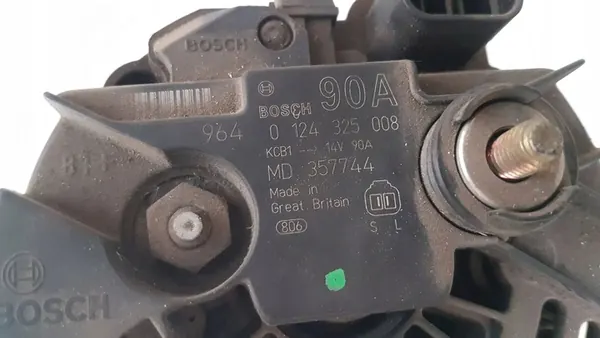 BOSCH
BOSCH 90A
964 0 124 325 008
KCB1 14V 90A
MD 357744
Made in
Great Britain
806
S L
BOSCH